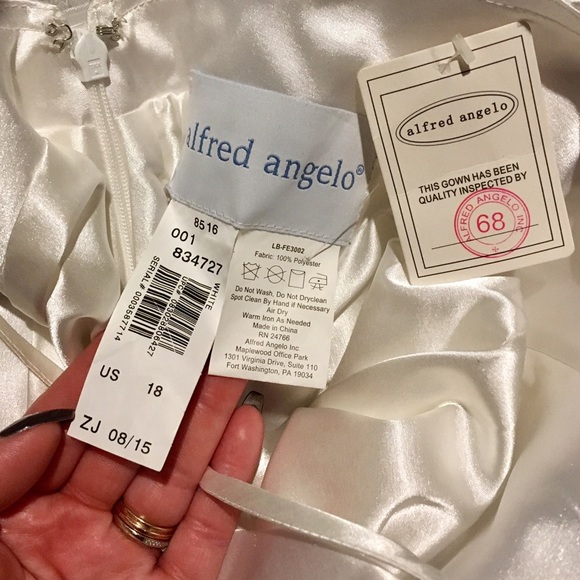 alfred angelo®
alfred angelo
THIS GOWN HAS BEEN
QUALITY INSPECTED BY
ALFRED ANGELO INC.
68
8516
001
834727
WHITE
SERIAL# 0003587714
US 18
ZJ 08/15
LB-FE3002
Fabric: 100% Polyester
Do Not Wash, Do Not Dryclean
Spot Clean By Hand if Necessary
Air Dry
Warm Iron As Needed
Made in China
RN 24766
Alfred Angelo Inc.
Maplewood Office Park
1301 Virginia Drive, Suite 110
Fort Washington, PA 19034